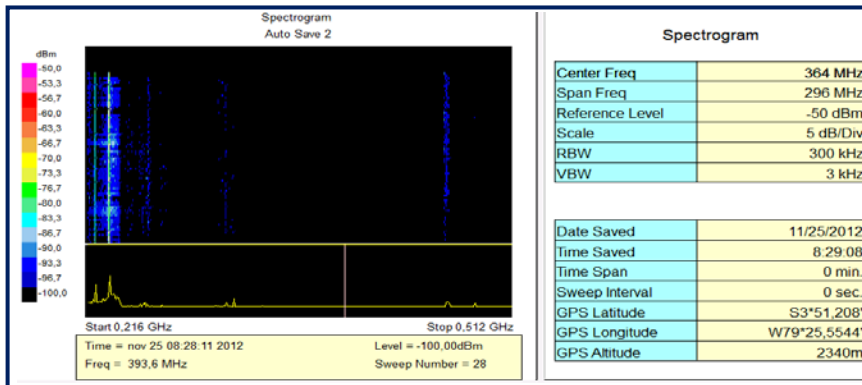 Spectrogram
Auto Save 2
dBm
-50,0
-53,3
-56,7
-60,0
-63,3
-66,7
-70,0
-73,3
-76,7
-80,0
-83,3
-86,7
-90,0
-93,3
-96,7
-100,0
Start 0,216 GHz Stop 0,512 GHz
Time = nov 25 08:28:11 2012 Level = -100,00dBm
Freq = 393,6 MHz Sweep Number = 28
Spectrogram
Center Freq 364 MHz
Span Freq 296 MHz
Reference Level -50 dBm
Scale 5 dB/Div
RBW 300 kHz
VBW 3 kHz
Date Saved 11/25/2012
Time Saved 8:29:08
Time Span 0 min.
Sweep Interval 0 sec.
GPS Latitude S3*51,208'
GPS Longitude W79*25,5544'
GPS Altitude 2340m